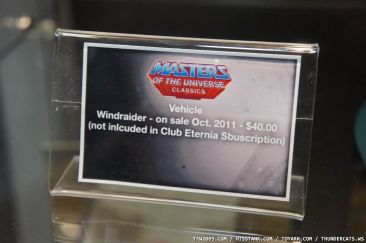 MASTERS
OF THE UNIVERSE
CLASSICS
Vehicle
Windraider - on sale Oct. 2011 - $40.00
(not inlcuded in Club Eternia Sbuscription)
TFW2005.COM / HISSTANK.COM / TOYARK.COM / THUNDERCATS.WS